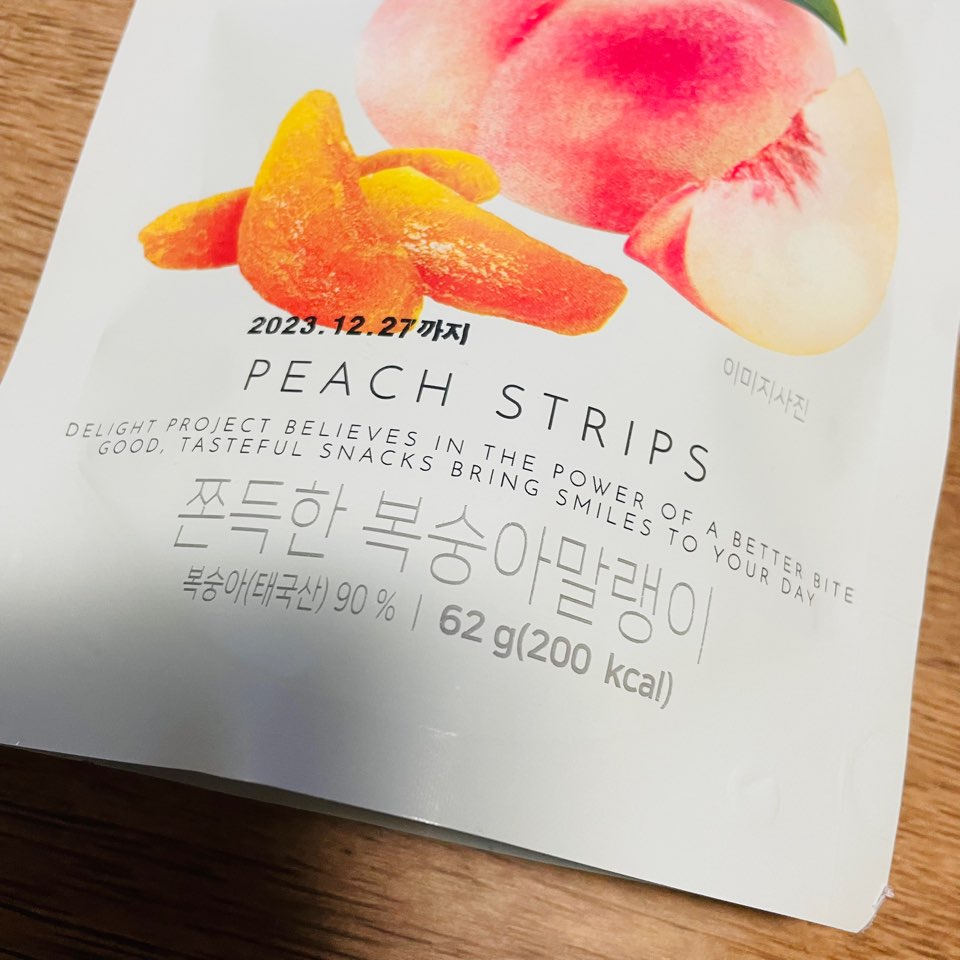 2023.12.27까지
이미지사진
PEACH STRIPS
DELIGHT PROJECT BELIEVES IN THE POWER OF A BETTER BITE
GOOD, TASTEFUL SNACKS BRING SMILES TO YOUR DAY
쫀득한 복숭아말랭이
복숭아(태국산) 90 % | 62 g(200 kcal)